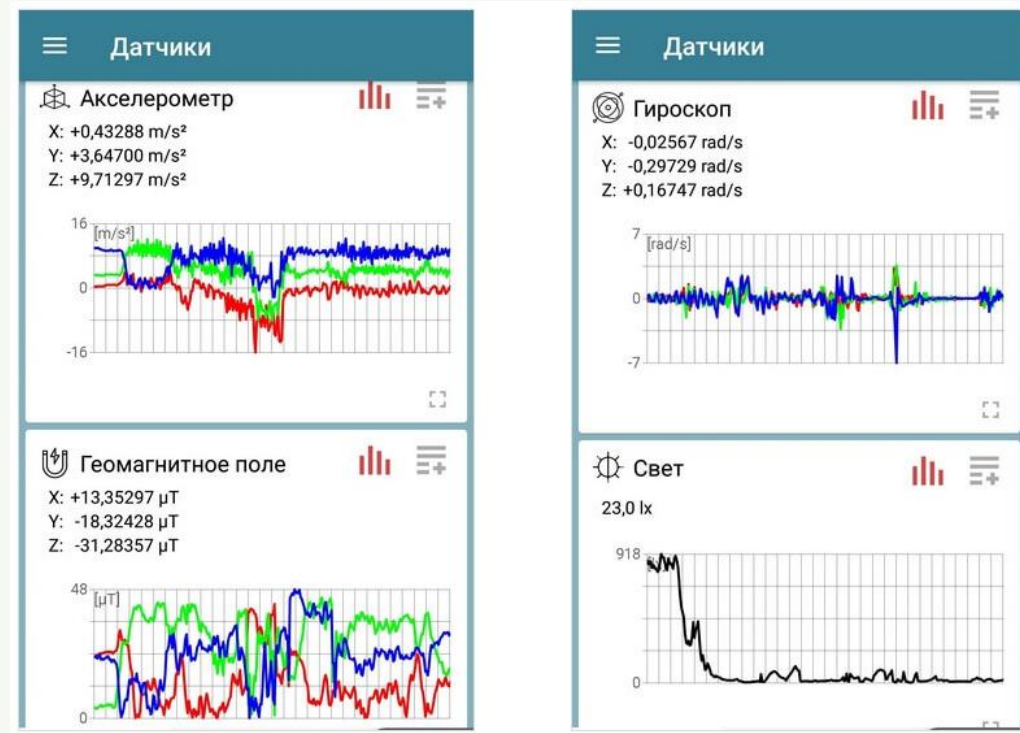 Датчики
Акселерометр
X: +0,43288 m/s²
Y: +3,64700 m/s²
Z: +9,71297 m/s²
16
[m/s²]
0
-16
Геомагнитное поле
X: +13,35297 µT
Y: -18,32428 µT
Z: -31,28357 µT
48
[µT]
0
Датчики
Гироскоп
X: -0,02567 rad/s
Y: -0,29729 rad/s
Z: +0,16747 rad/s
7
[rad/s]
0
-7
Свет
23,0 lx
918
0